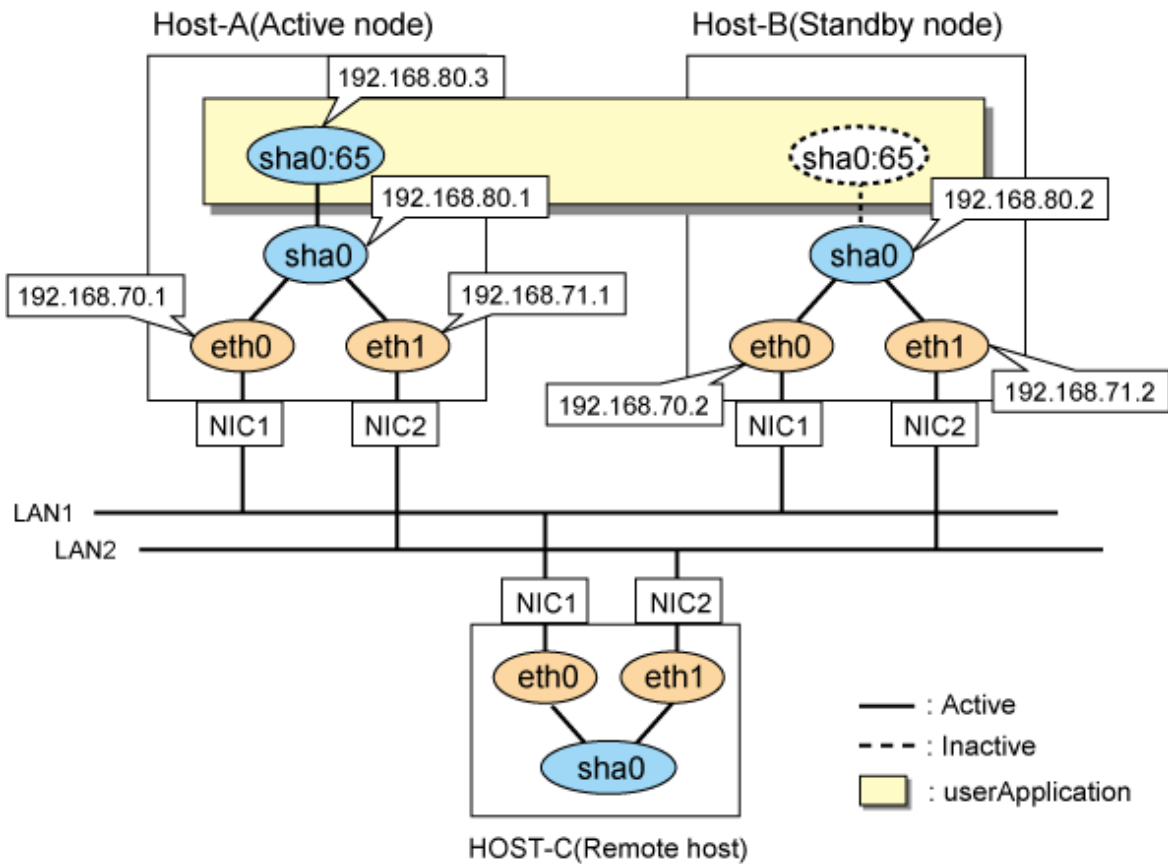 Host-A(Active node)
Host-B(Standby node)
192.168.80.3
sha0:65
sha0:65
192.168.80.1
192.168.80.2
sha0
sha0
192.168.70.1
192.168.71.1
eth0
eth1
eth0
eth1
192.168.70.2
192.168.71.2
NIC1
NIC2
NIC1
NIC2
LAN1
LAN2
NIC1
NIC2
eth0
eth1
sha0
HOST-C(Remote host)
: Active
: Inactive
: userApplication